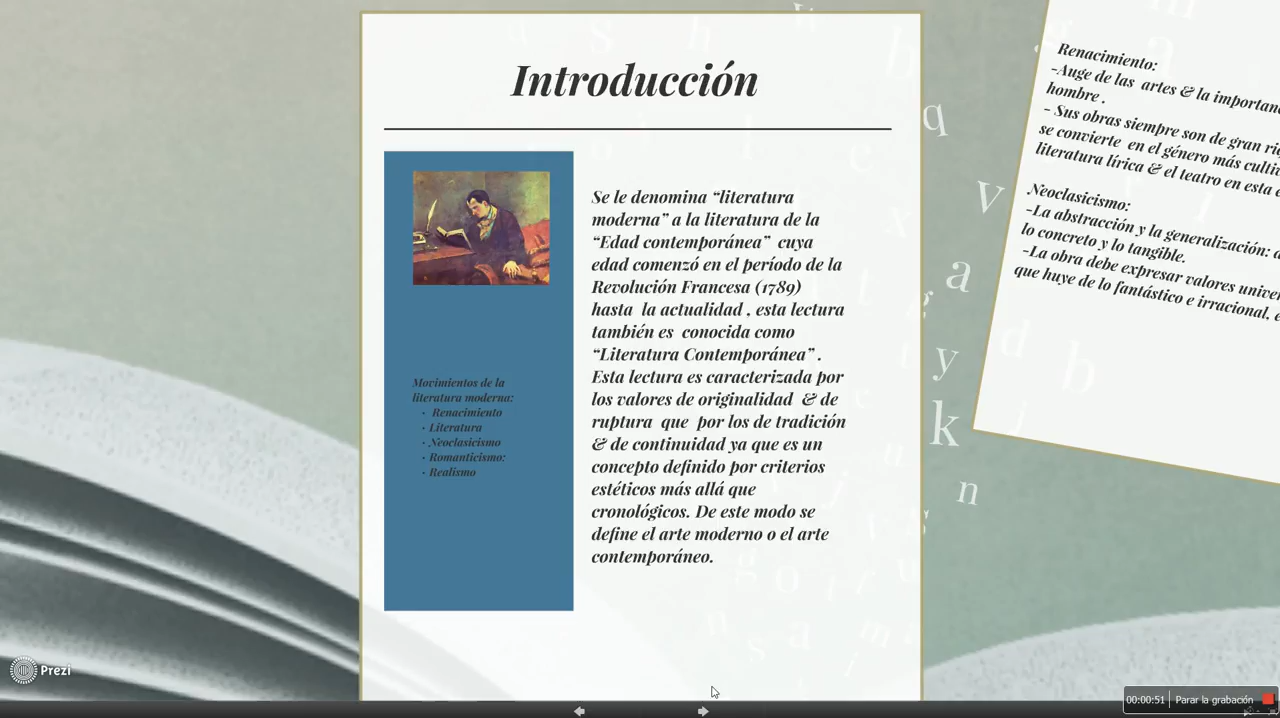 Introducción
Movimientos de la
literatura moderna:
· Renacimiento
· Literatura
· Neoclasicismo
· Romanticismo:
· Realismo
Se le denomina “literatura
moderna” a la literatura de la
“Edad contemporánea” cuya
edad comenzó en el período de la
Revolución Francesa (1789)
hasta la actualidad , esta lectura
también es conocida como
“Literatura Contemporánea” .
Esta lectura es caracterizada por
los valores de originalidad & de
ruptura que por los de tradición
& de continuidad ya que es un
concepto definido por criterios
estéticos más allá que
cronológicos. De este modo se
define el arte moderno o el arte
contemporáneo.
Renacimiento:
-Auge de las artes & la
hombre .
- Sus obras siempre son de gran
se convierte en el género más
literatura lírica & el teatro en esta
Neoclasicismo:
-La abstracción y la generalización:
lo concreto y lo tangible.
-La obra debe expresar valores
que huye de lo fantástico e irracional,
q
v
a
y
k
n
Prezi
00:00:51 Parar la grabación